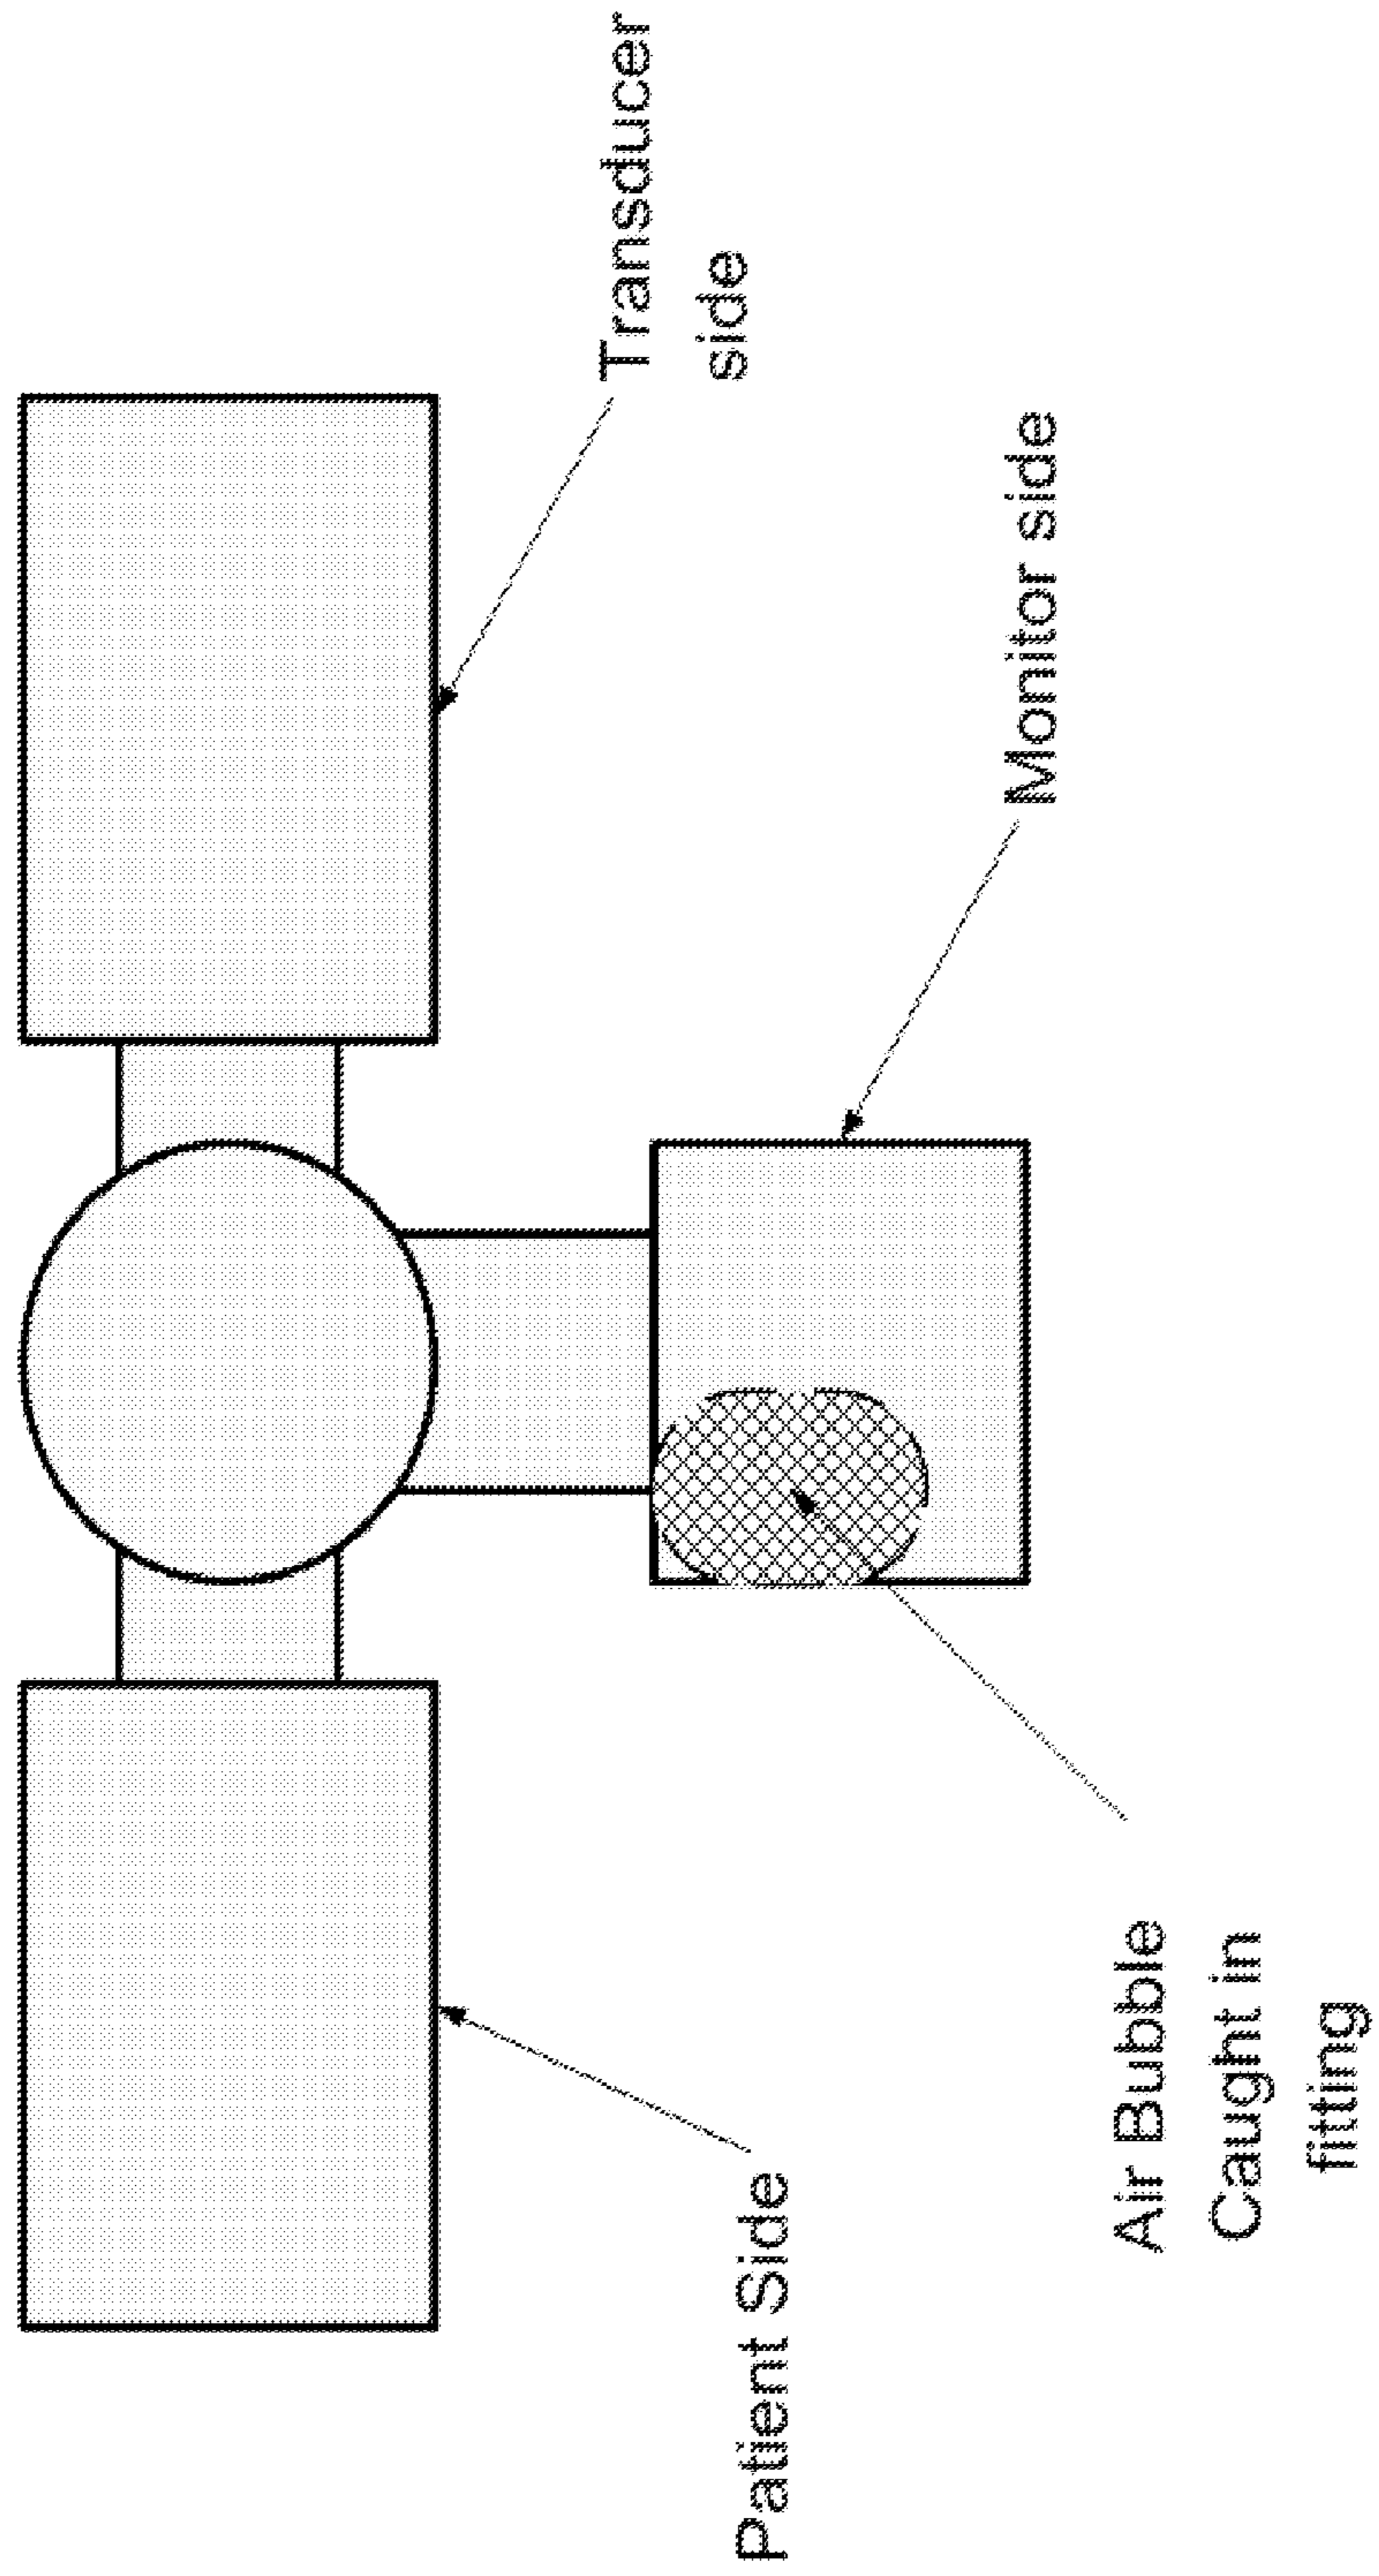 Patient Side
Air Bubble
Caught in
fitting
Transducer
side
Monitor side